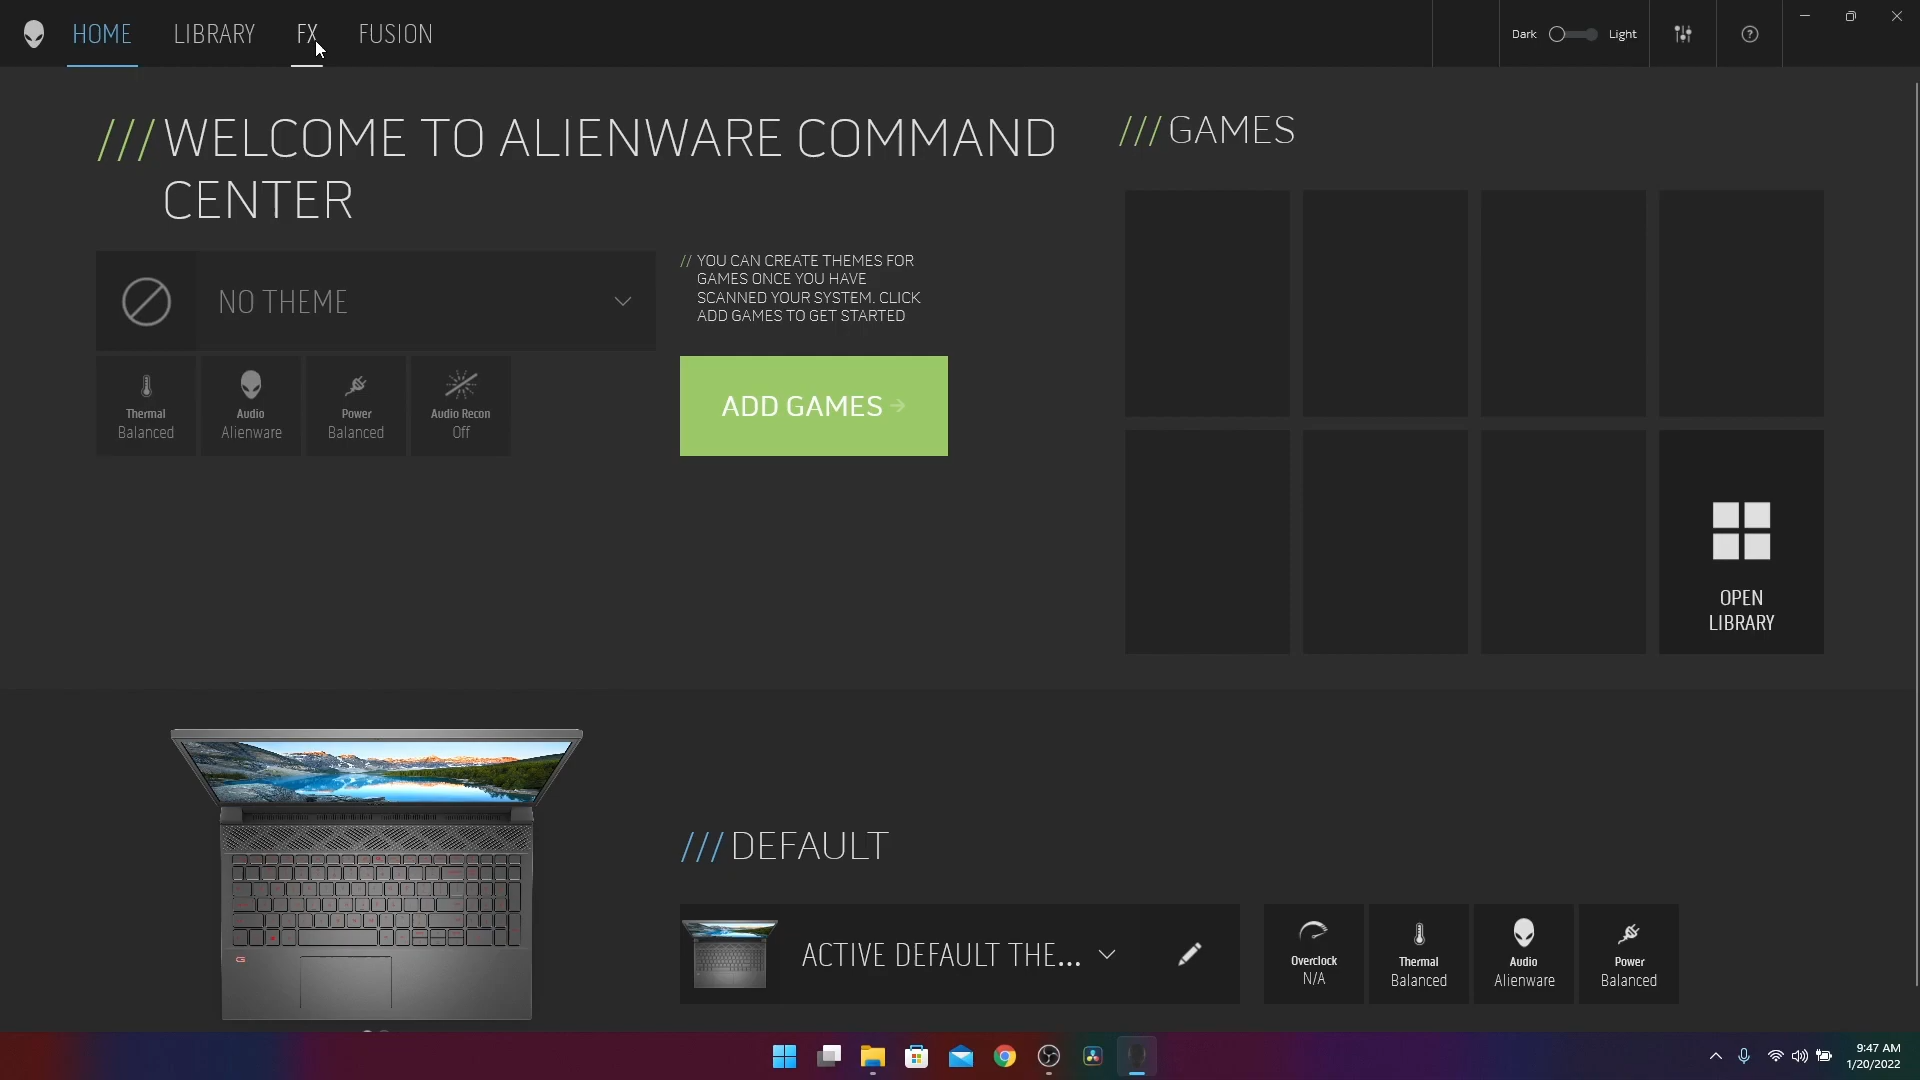 HOME LIBRARY FX FUSION Dark Light
///WELCOME TO ALIENWARE COMMAND
CENTER
///GAMES
NO THEME
// YOU CAN CREATE THEMES FOR
GAMES ONCE YOU HAVE
SCANNED YOUR SYSTEM. CLICK
ADD GAMES TO GET STARTED
Thermal
Balanced
Audio
Alienware
Power
Balanced
Audio Recon
Off
ADD GAMES
OPEN
LIBRARY
///DEFAULT
ACTIVE DEFAULT THE...
Overclock
N/A
Thermal
Balanced
Audio
Alienware
Power
Balanced
9:47 AM
1/20/2022